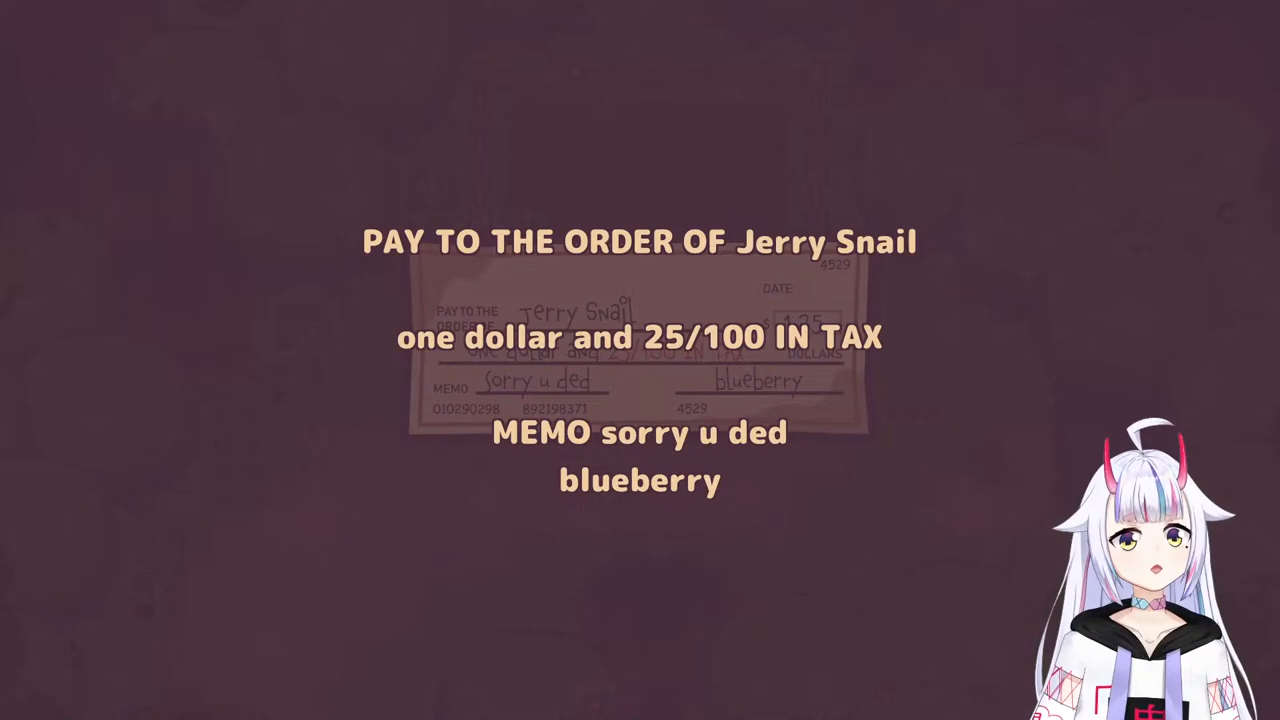 PAY TO THE ORDER OF Jerry Snail
4529
DATE
PAY TO THE Jerry Snail
ORDER OF $ 1.25
one dollar and 25/100 IN TAX
one dollar and 25/100 IN TAX DOLLARS
MEMO sorry u ded blueberry
010290298 892198371 4529
MEMO sorry u ded
blueberry